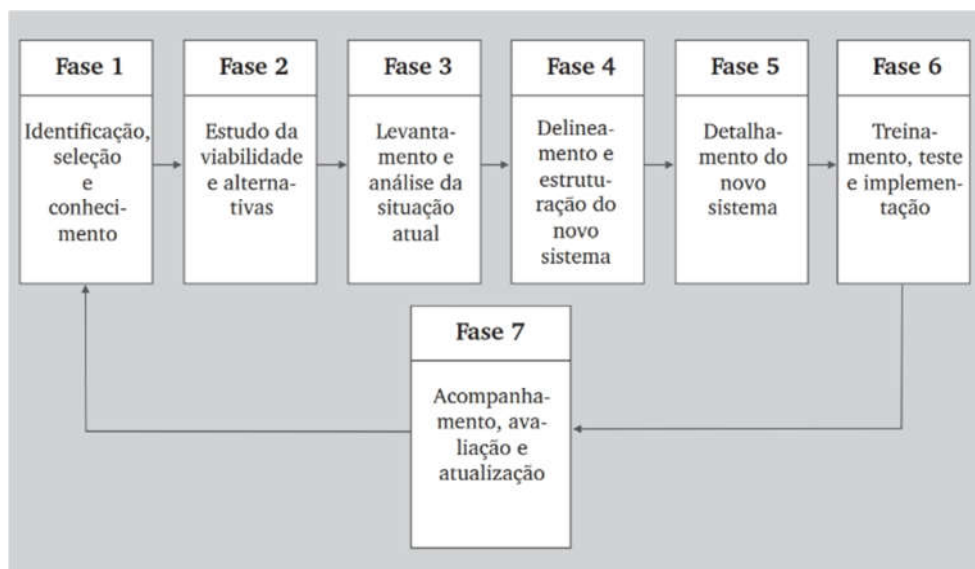 Fase 1
Identificação,
seleção
e
conheci-
mento
Fase 2
Estudo da
viabilidade
e alterna-
tivas
Fase 3
Levanta-
mento e
análise da
situação
atual
Fase 4
Delinea-
mento e
estrutu-
ração do
novo
sistema
Fase 5
Detalha-
mento do
novo
sistema
Fase 6
Treina-
mento, teste
e implemen-
tação
Fase 7
Acompanha-
mento, ava-
liação e
atualização